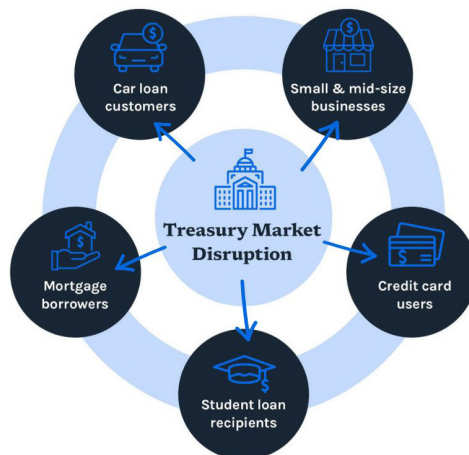 Car loan
customers
Small & mid-size
businesses
Treasury Market
Disruption
Mortgage
borrowers
Credit card
users
Student loan
recipients